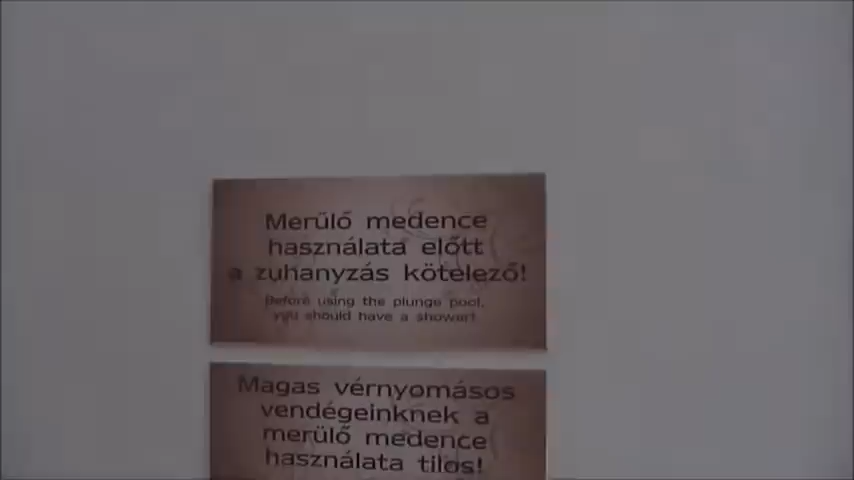 Merülő medence
használata előtt
a zuhanyzás kötelező!
Before using the plunge pool,
you should have a shower!
Magas vérnyomásos
vendégeinknek a
merülő medence
használata tilos!